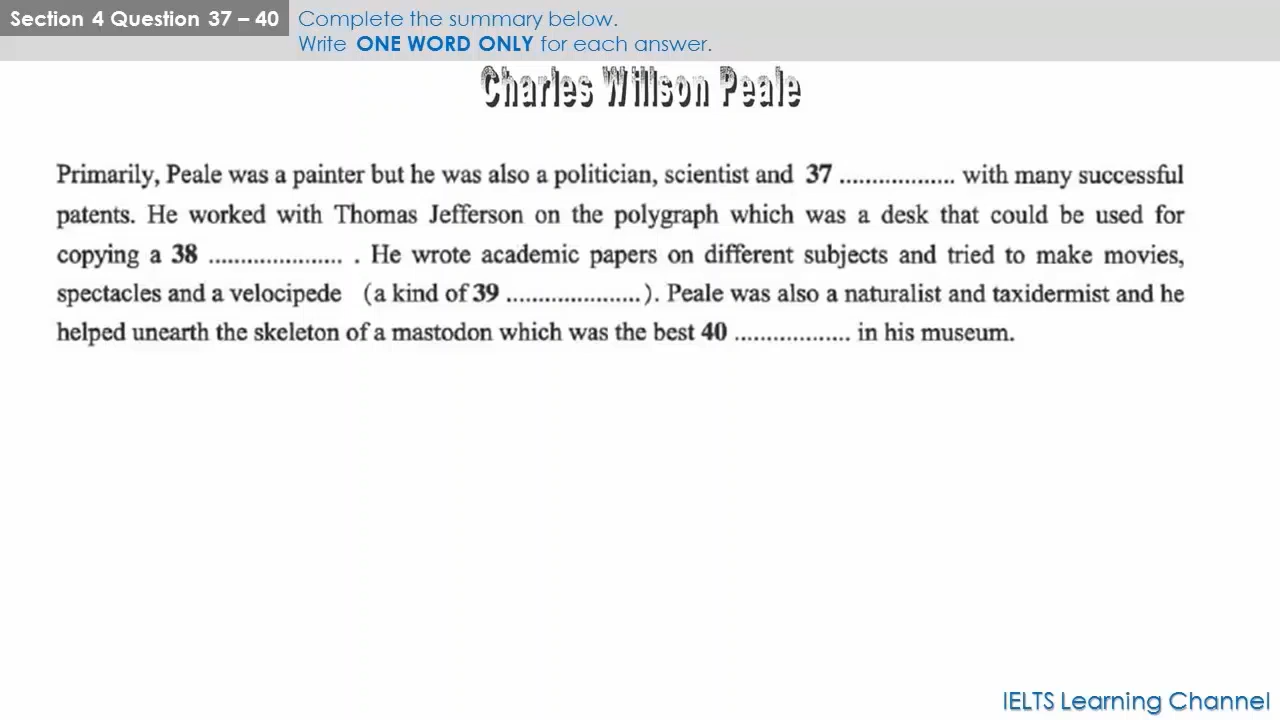 Section 4 Question 37 – 40
Complete the summary below.
Write ONE WORD ONLY for each answer.
Charles Willson Peale
Primarily, Peale was a painter but he was also a politician, scientist and 37 .................. with many successful
patents. He worked with Thomas Jefferson on the polygraph which was a desk that could be used for
copying a 38 ..................... . He wrote academic papers on different subjects and tried to make movies,
spectacles and a velocipede (a kind of 39 .....................). Peale was also a naturalist and taxidermist and he
helped unearth the skeleton of a mastodon which was the best 40 .................. in his museum.
IELTS Learning Channel